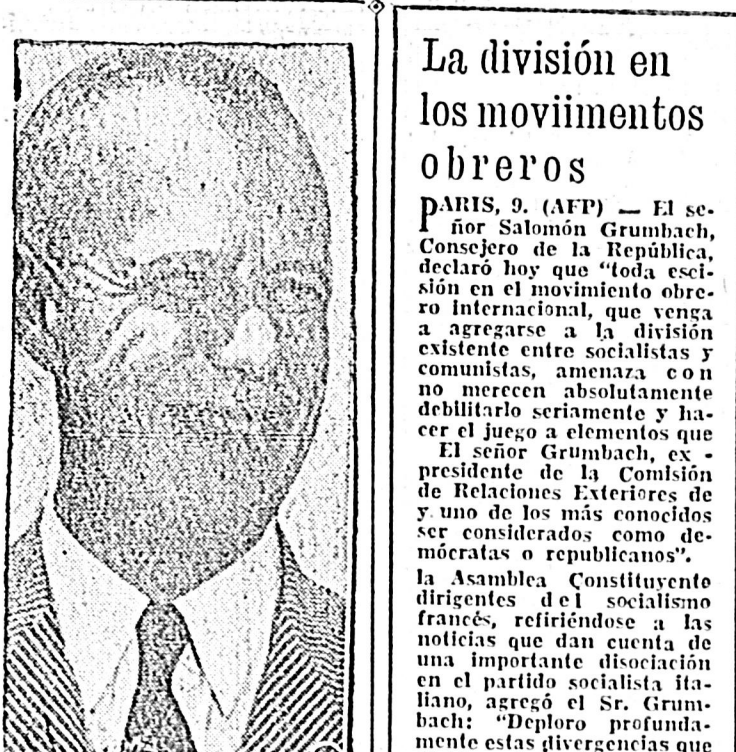 La división en
los moviimentos
obreros
PARIS, 9. (AFP) — El se-
ñor Salomón Grumbach,
Consejero de la República,
declaró hoy que “toda esci-
sión en el movimiento obre-
ro internacional, que venga
a agregarse a la división
existente entre socialistas y
comunistas, amenaza con
no merecen absolutamente
debilitarlo seriamente y ha-
cer el juego a elementos que
El señor Grumbach, ex -
presidente de la Comisión
de Relaciones Exteriores de
y uno de los más conocidos
ser considerados como de-
mócratas o republicanos”.
la Asamblea Constituyente
dirigentes del socialismo
francés, refiriéndose a las
noticias que dan cuenta de
una importante disociación
en el partido socialista ita-
liano, agregó el Sr. Grum-
bach: “Deploro profunda-
mente estas divergencias que